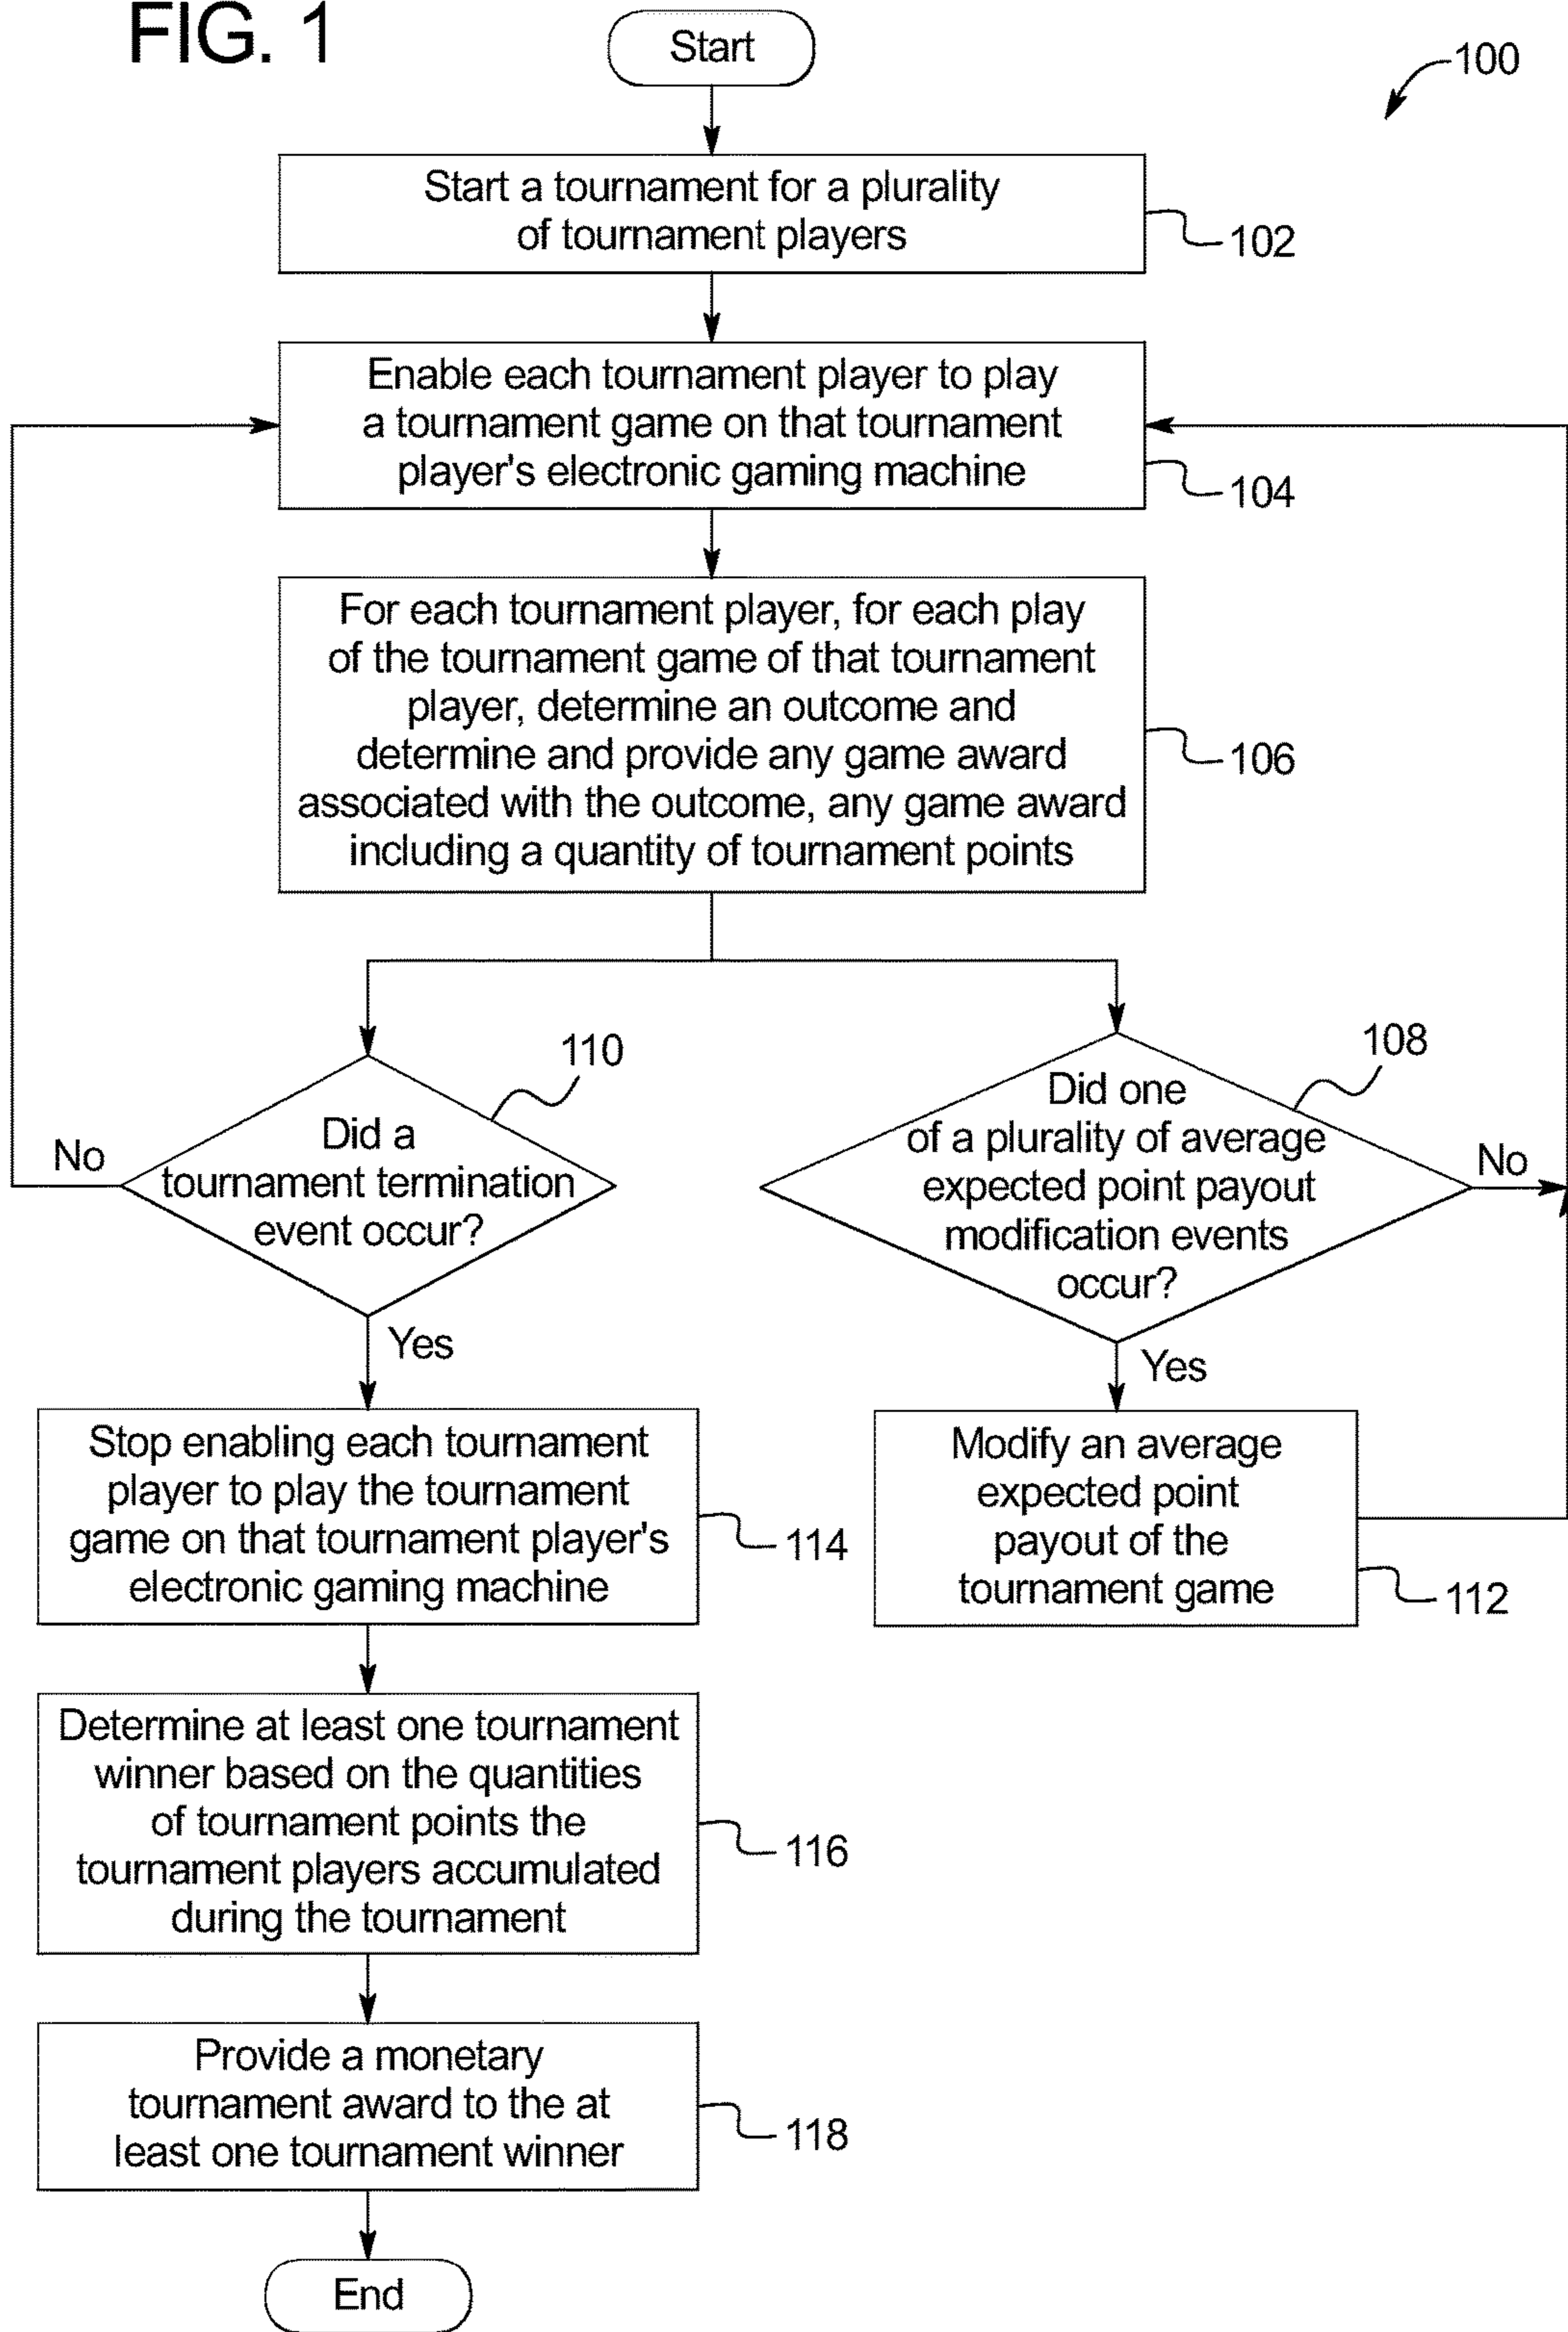 FIG. 1
Start
100
Start a tournament for a plurality
of tournament players
102
Enable each tournament player to play
a tournament game on that tournament
player's electronic gaming machine
104
For each tournament player, for each play
of the tournament game of that tournament
player, determine an outcome and
determine and provide any game award
associated with the outcome, any game award
including a quantity of tournament points
106
110
Did a
tournament termination
event occur?
No
Yes
108
Did one
of a plurality of average
expected point payout
modification events
occur?
No
Yes
Stop enabling each tournament
player to play the tournament
game on that tournament player's
electronic gaming machine
114
Modify an average
expected point
payout of the
tournament game
112
Determine at least one tournament
winner based on the quantities
of tournament points the
tournament players accumulated
during the tournament
116
Provide a monetary
tournament award to the at
least one tournament winner
118
End